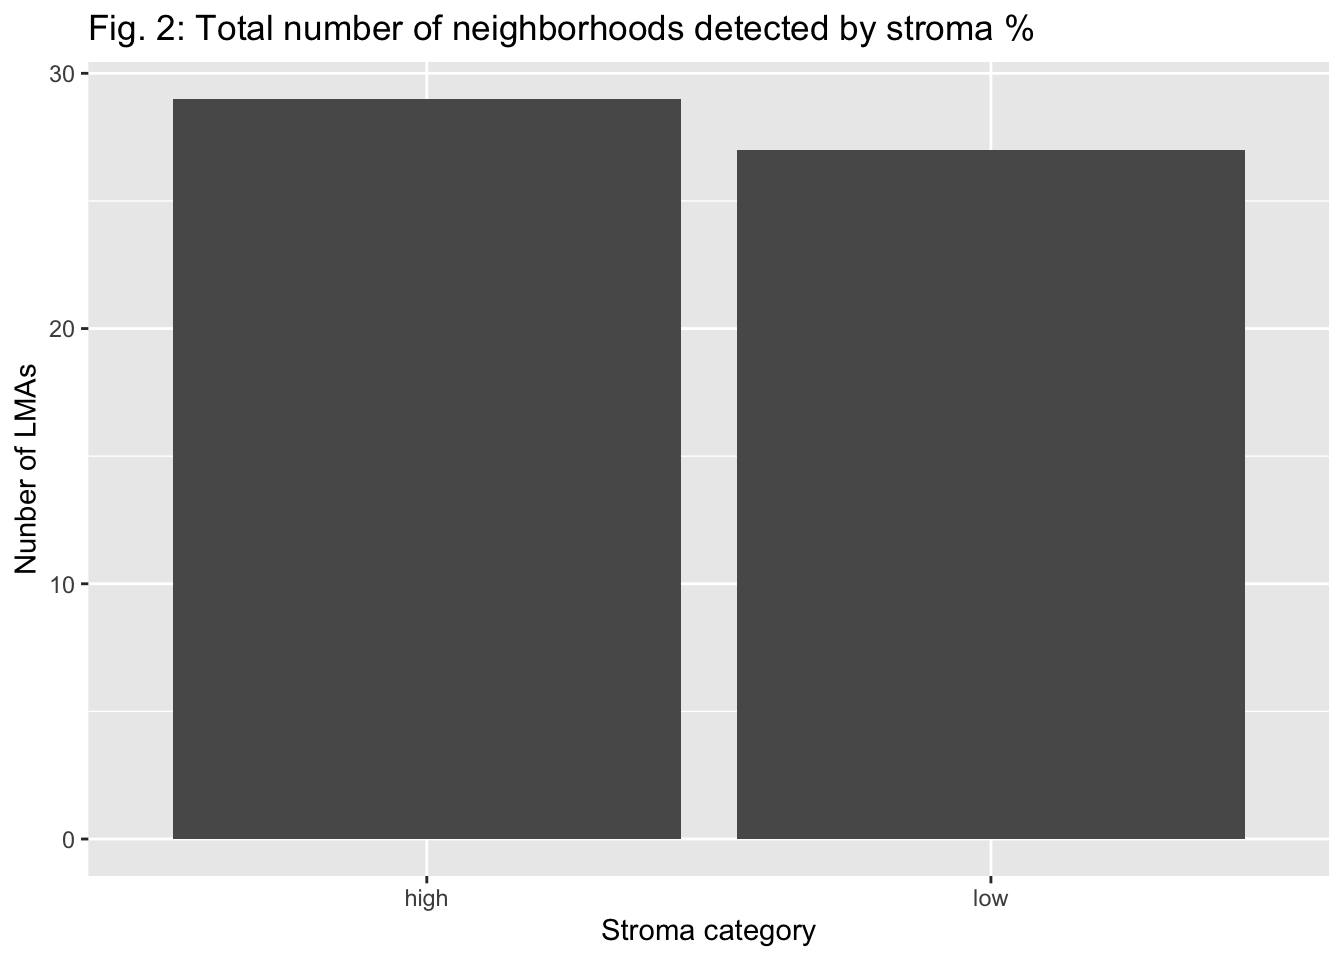 Fig. 2: Total number of neighborhoods detected by stroma %
30
20
10
0
Nunber of LMAs
high
low
Stroma category